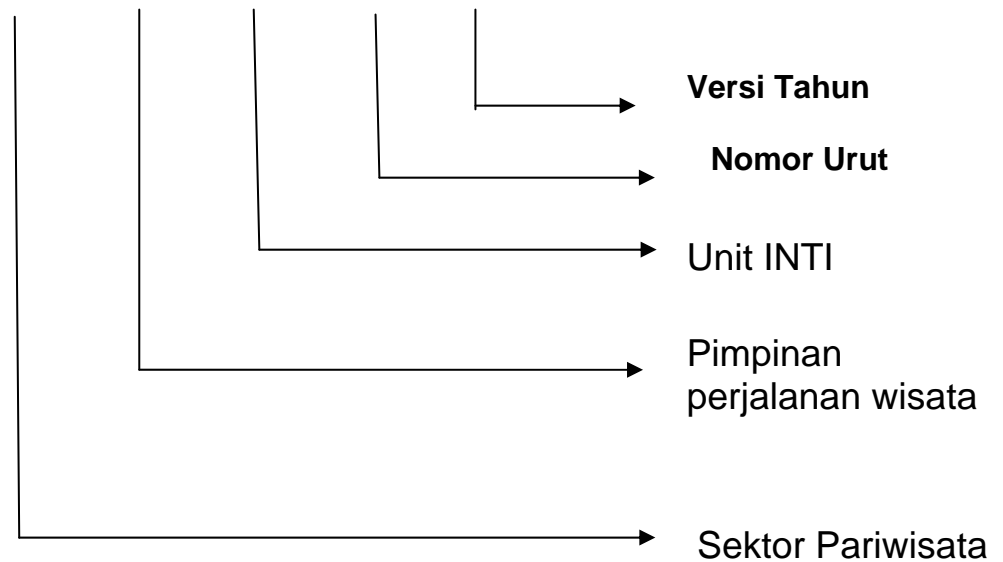 Versi Tahun
Nomor Urut
Unit INTI
Pimpinan
perjalanan wisata
Sektor Pariwisata